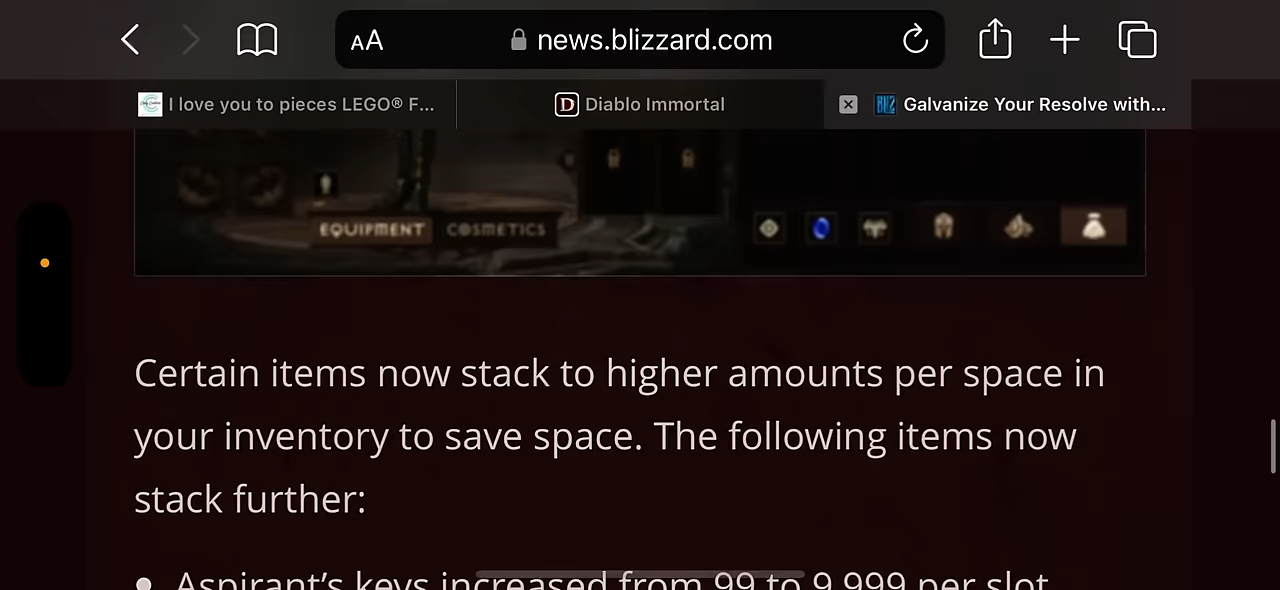 AA news.blizzard.com
I love you to pieces LEGO® F... Diablo Immortal Galvanize Your Resolve with...
EQUIPMENT COSMETICS
Certain items now stack to higher amounts per space in
your inventory to save space. The following items now
stack further:
• Aspirant’s keys increased from 99 to 9,999 per slot